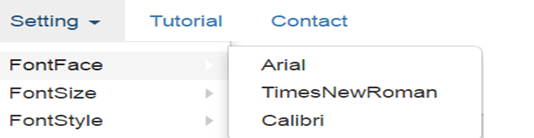 Setting Tutorial Contact
FontFace Arial
FontSize TimesNewRoman
FontStyle Calibri